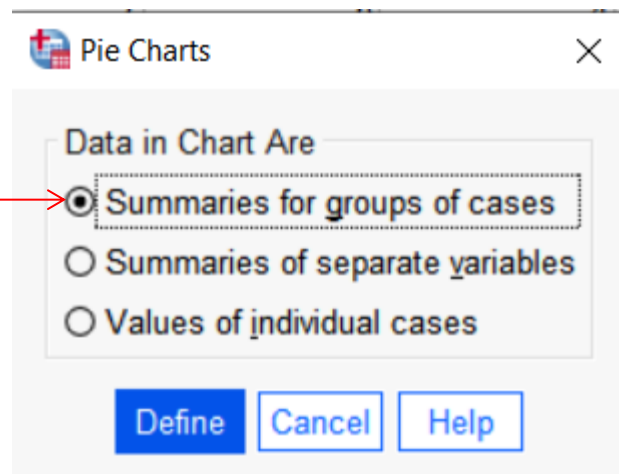 Pie Charts
Data in Chart Are
Summaries for groups of cases
Summaries of separate variables
Values of individual cases
Define Cancel Help